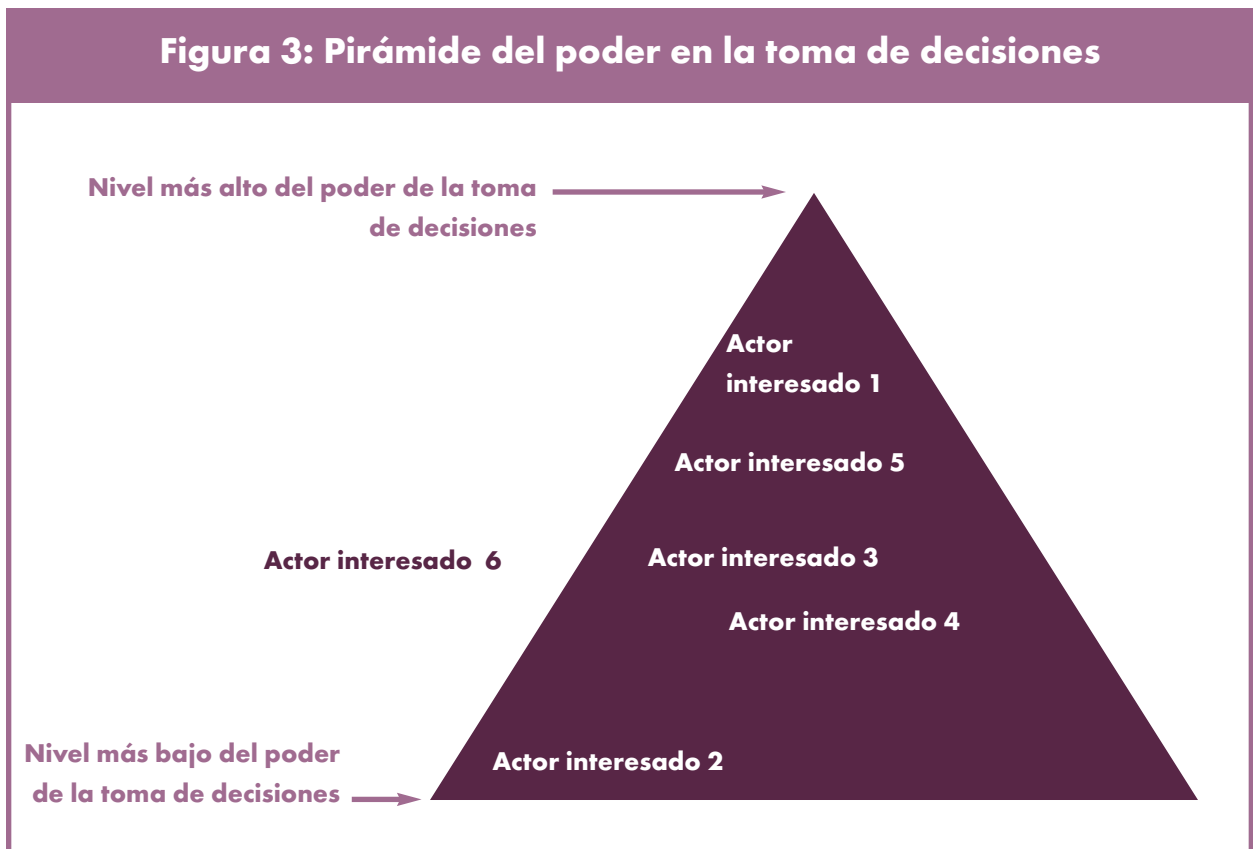 Figura 3: Pirámide del poder en la toma de decisiones
Nivel más alto del poder de la toma
de decisiones
Actor
interesado 1
Actor interesado 5
Actor interesado 6
Actor interesado 3
Actor interesado 4
Nivel más bajo del poder
de la toma de decisiones
Actor interesado 2